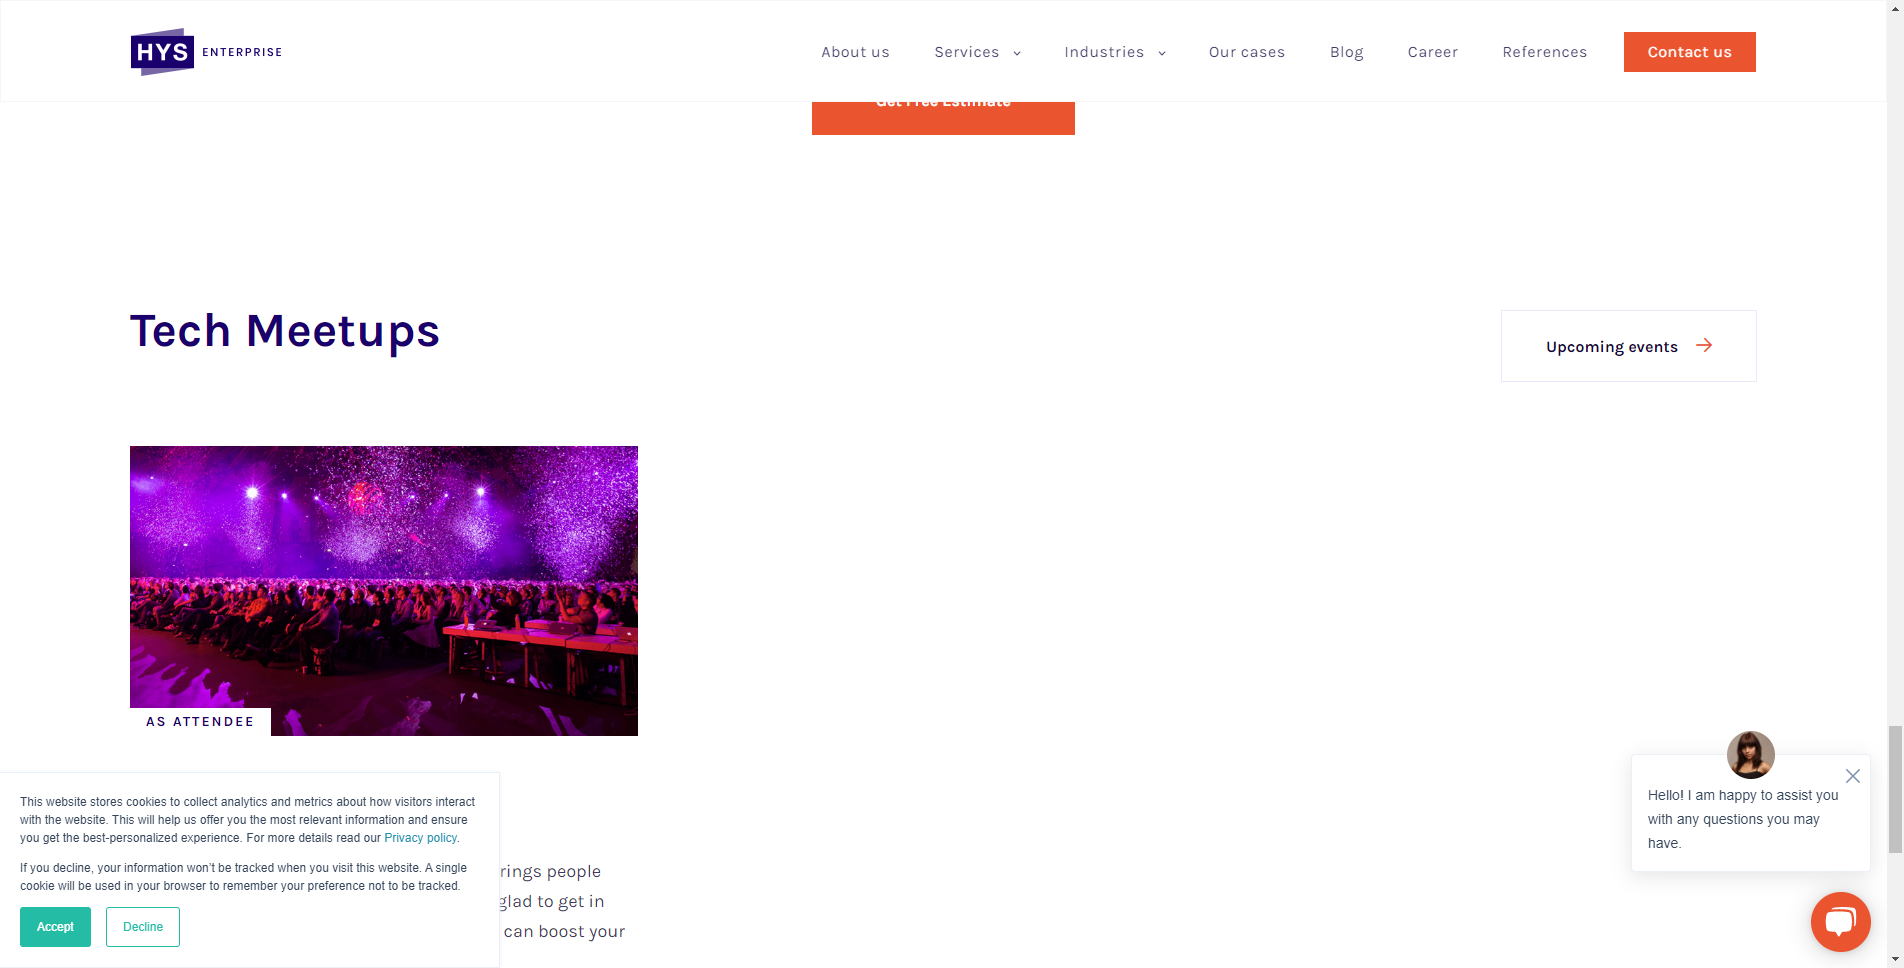 HYS ENTERPRISE
About us Services Industries Our cases Blog Career References Contact us
Get Free Estimate
Tech Meetups
Upcoming events
AS ATTENDEE
Hello! I am happy to assist you
with any questions you may
have.
This website stores cookies to collect analytics and metrics about how visitors interact
with the website. This will help us offer you the most relevant information and ensure
you get the best-personalized experience. For more details read our Privacy policy.
If you decline, your information won't be tracked when you visit this website. A single
cookie will be used in your browser to remember your preference not to be tracked.
Accept Decline
rings people
glad to get in
can boost your